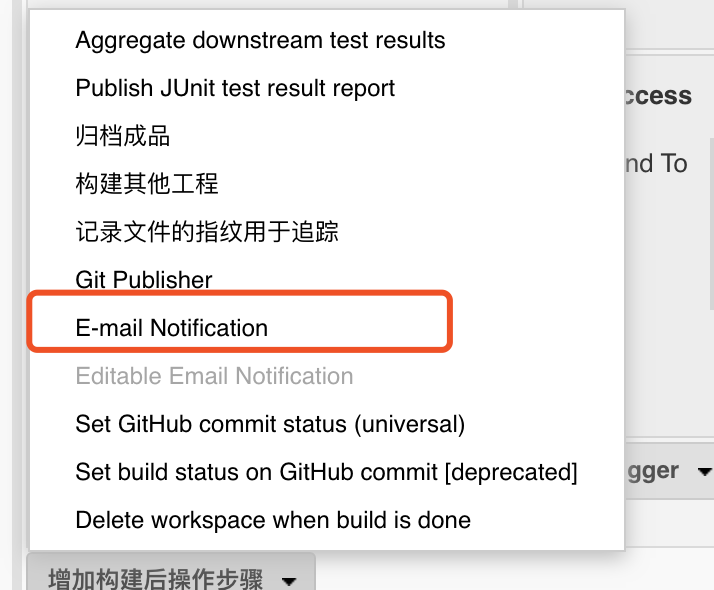 Aggregate downstream test results
Publish JUnit test result report
ccess
归档成品
nd To
构建其他工程
记录文件的指纹用于追踪
Git Publisher
E-mail Notification
Editable Email Notification
Set GitHub commit status (universal)
Set build status on GitHub commit [deprecated]
gger
Delete workspace when build is done
增加构建后操作步骤